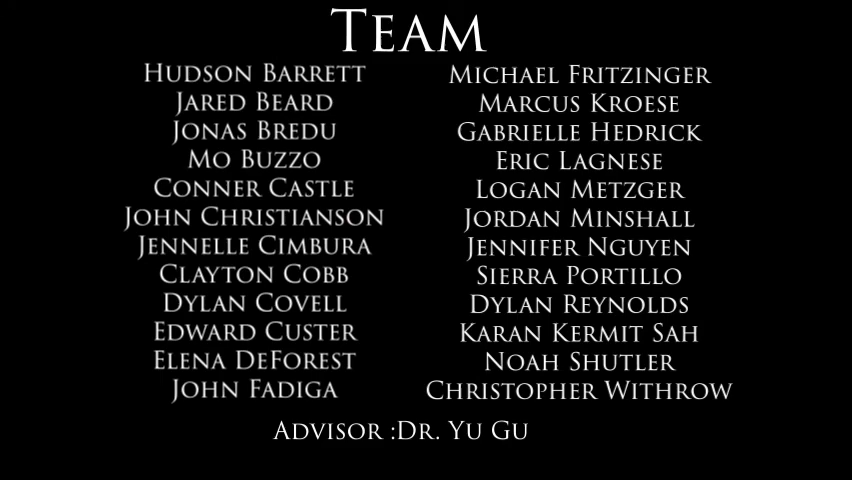 TEAM
HUDSON BARRETT
JARED BEARD
JONAS BREDU
MO BUZZO
CONNER CASTLE
JOHN CHRISTIANSON
JENNELLE CIMBURA
CLAYTON COBB
DYLAN COVELL
EDWARD CUSTER
ELENA DEFOREST
JOHN FADIGA
MICHAEL FRITZINGER
MARCUS KROESE
GABRIELLE HEDRICK
ERIC LAGNESE
LOGAN METZGER
JORDAN MINSHALL
JENNIFER NGUYEN
SIERRA PORTILLO
DYLAN REYNOLDS
KARAN KERMIT SAH
NOAH SHUTLER
CHRISTOPHER WITHROW
ADVISOR :DR. YU GU